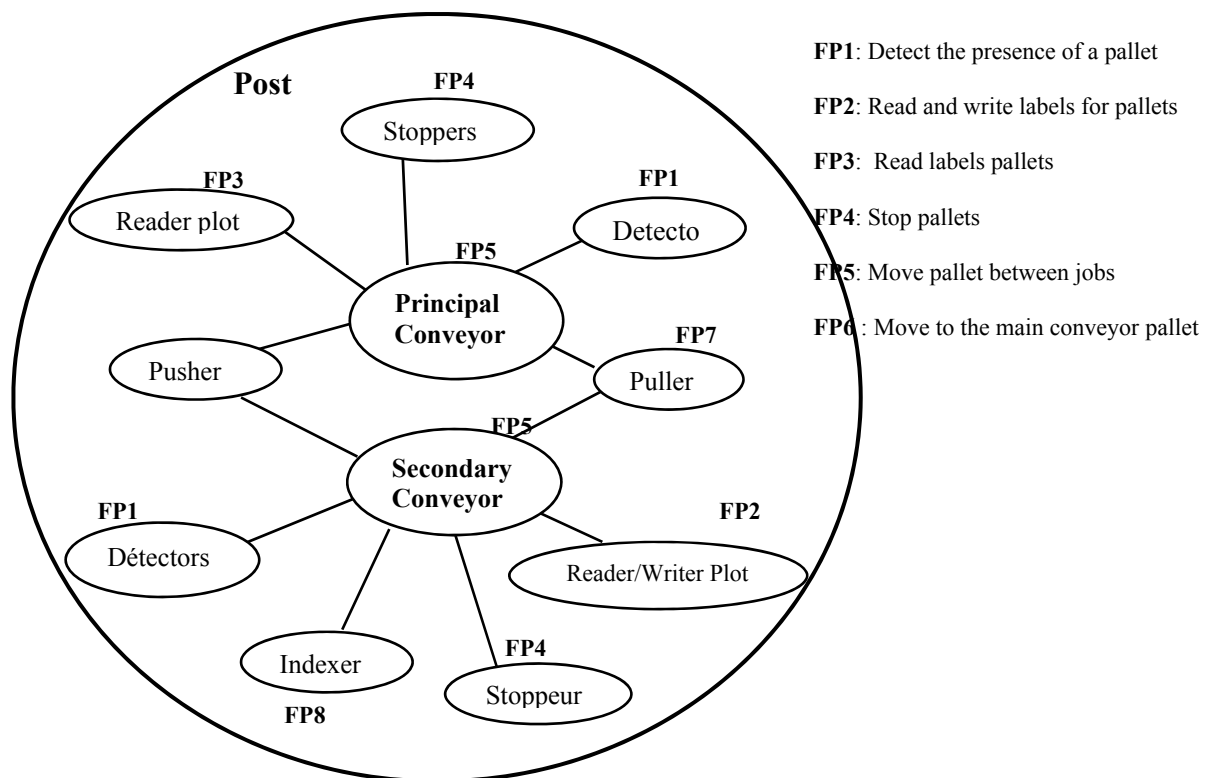 Post
FP4
Stoppers
FP3
Reader plot
FP1
Detecto
FP5
Principal
Conveyor
Pusher
FP7
Puller
FP5
Secondary
Conveyor
FP1
Détectors
FP2
Reader/Writer Plot
Indexer
FP8
FP4
Stoppeur
FP1: Detect the presence of a pallet
FP2: Read and write labels for pallets
FP3: Read labels pallets
FP4: Stop pallets
FP5: Move pallet between jobs
FP6 : Move to the main conveyor pallet